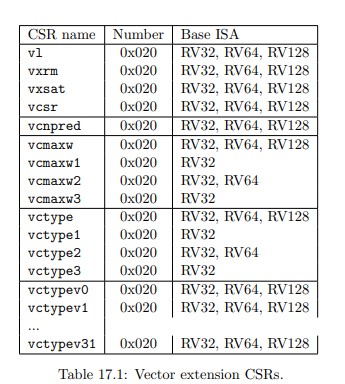 CSR name Number Base ISA
vl 0x020 RV32, RV64, RV128
vxrm 0x020 RV32, RV64, RV128
vxsat 0x020 RV32, RV64, RV128
vcsr 0x020 RV32, RV64, RV128
vcnpred 0x020 RV32, RV64, RV128
vcmaxw 0x020 RV32, RV64, RV128
vcmaxw1 0x020 RV32
vcmaxw2 0x020 RV32, RV64
vcmaxw3 0x020 RV32
vctype 0x020 RV32, RV64, RV128
vctype1 0x020 RV32
vctype2 0x020 RV32, RV64
vctype3 0x020 RV32
vctypev0 0x020 RV32, RV64, RV128
vctypev1 0x020 RV32, RV64, RV128
...
vctypev31 0x020 RV32, RV64, RV128
Table 17.1: Vector extension CSRs.